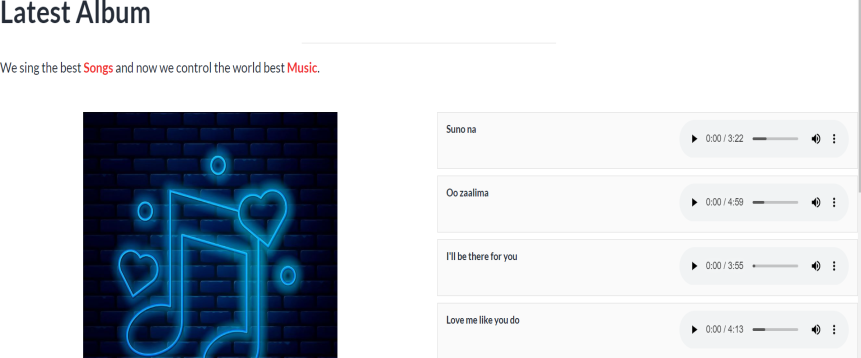 Latest Album
We sing the best Songs and now we control the world best Music.
Suno na
0:00 / 3:22
Oo zaalima
0:00 / 4:59
I'll be there for you
0:00 / 3:55
Love me like you do
0:00 / 4:13